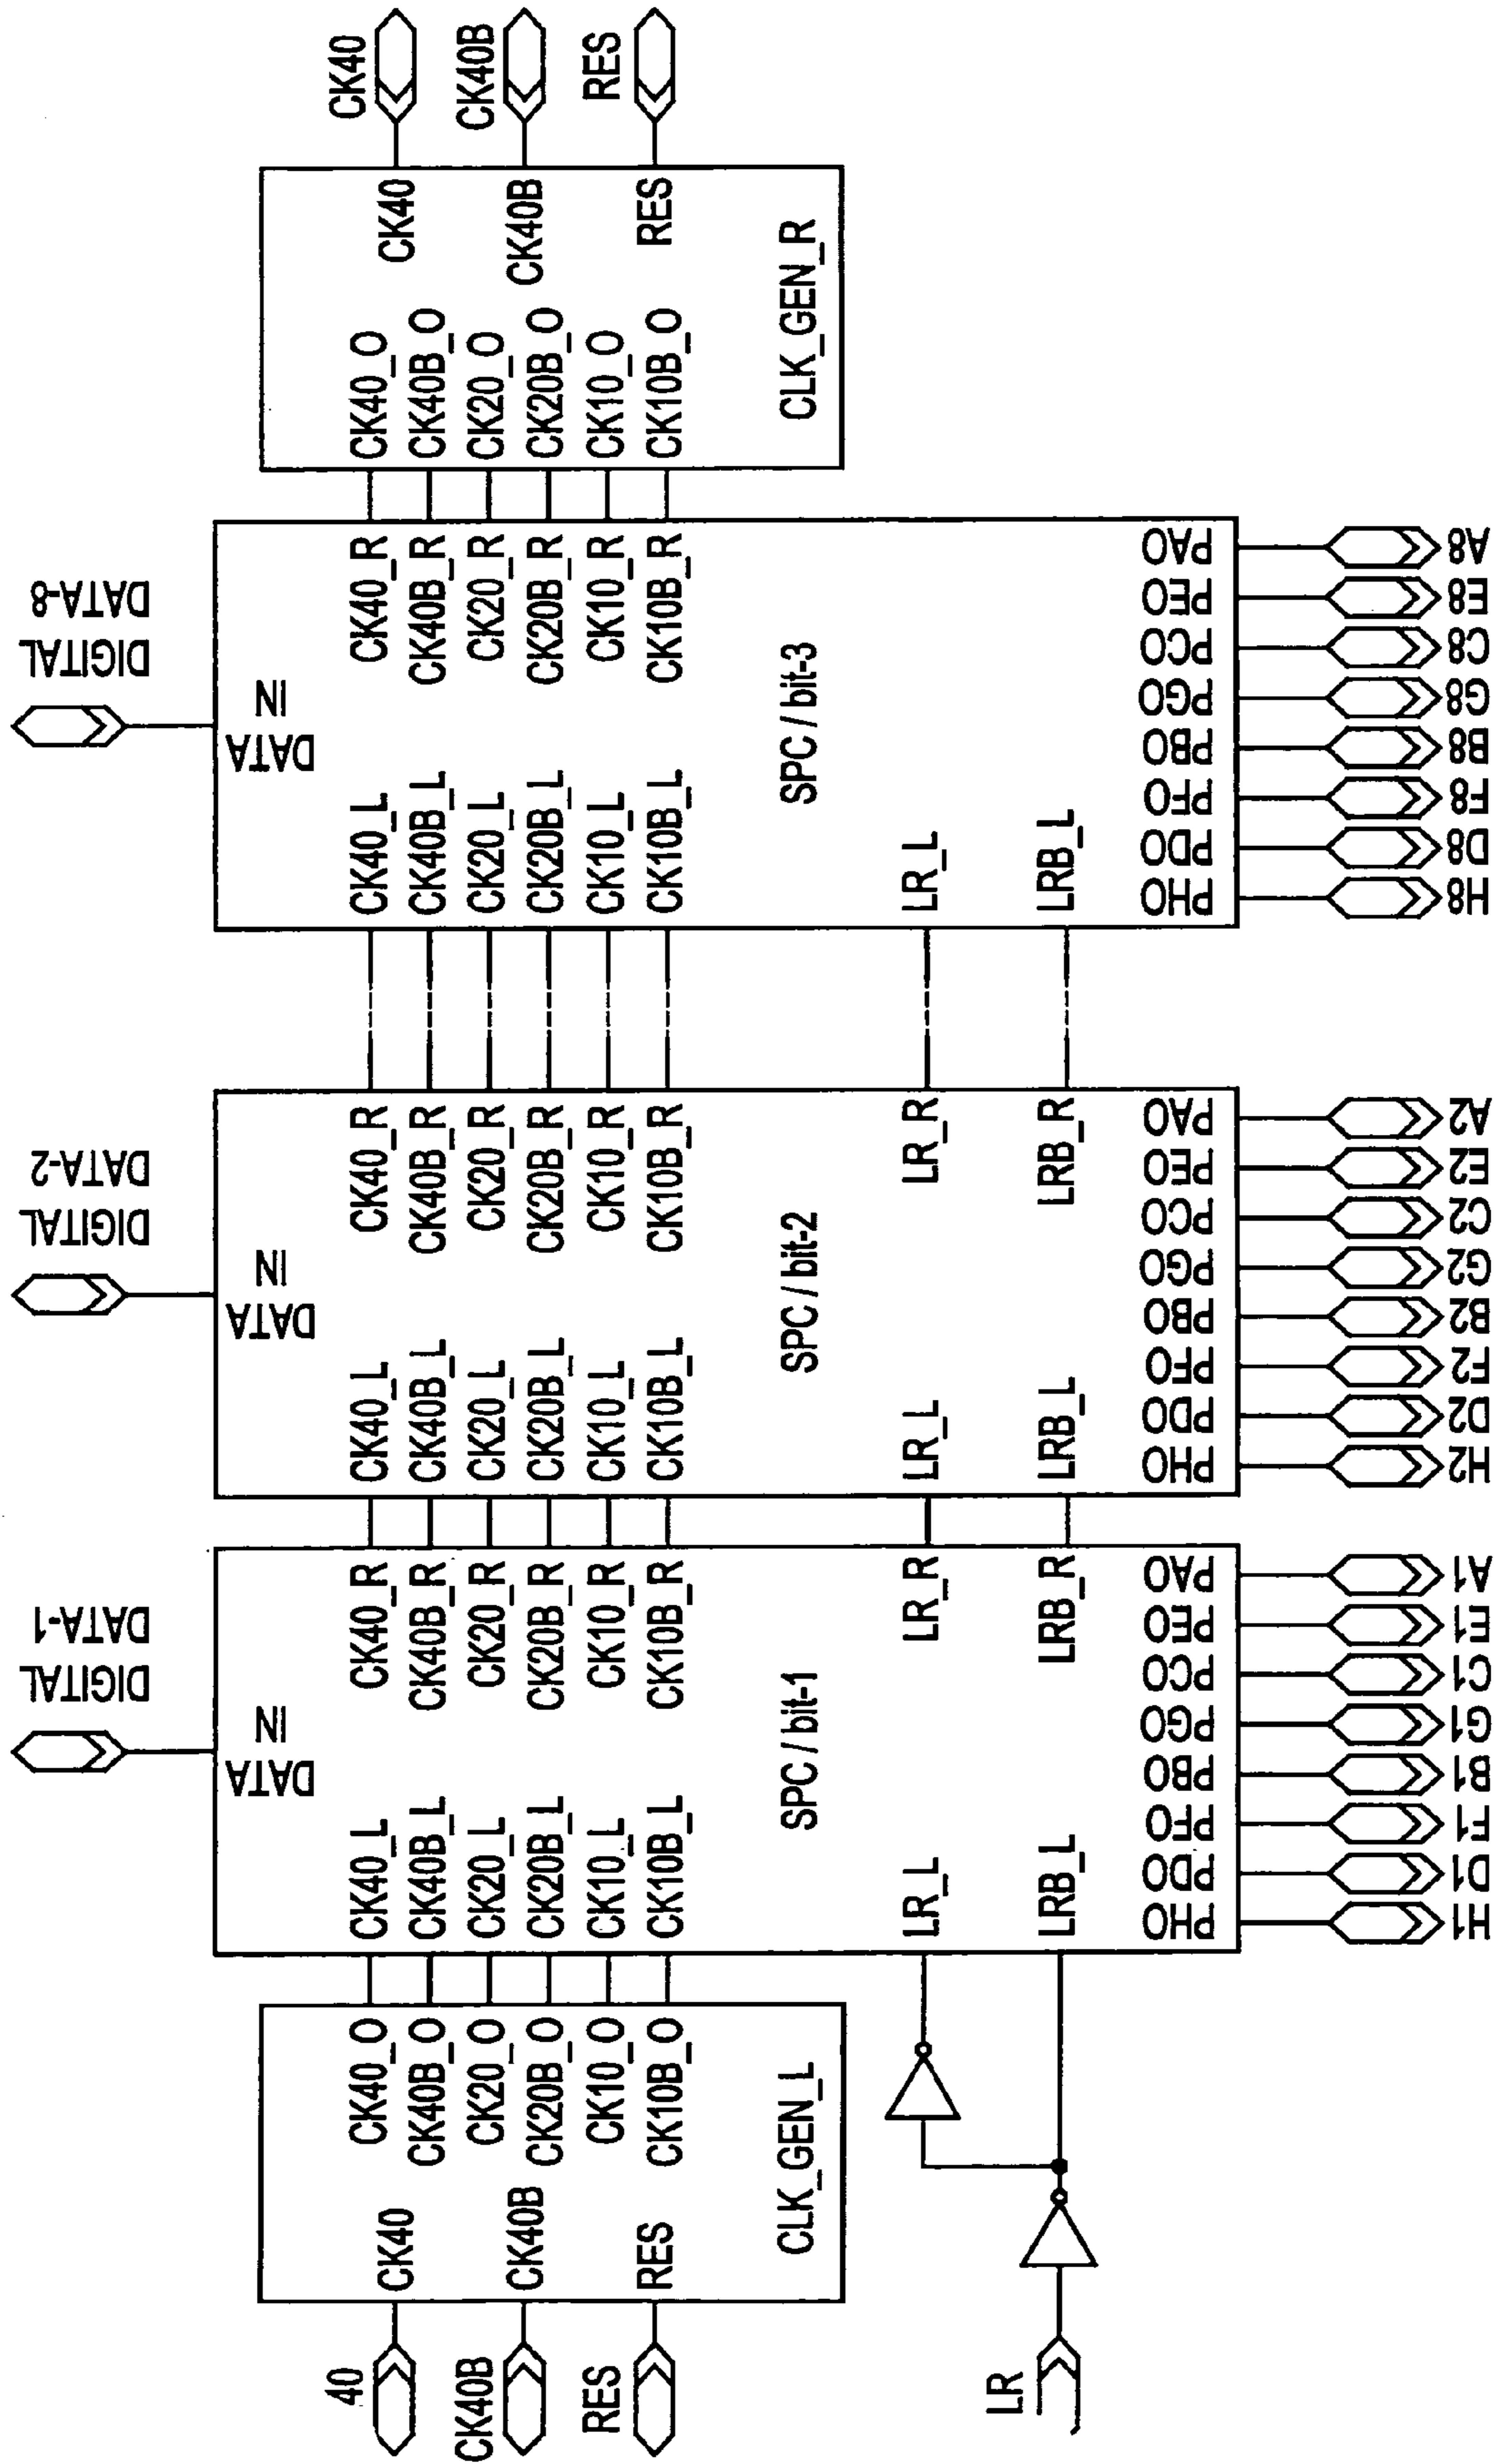 40
CK40B
RES
CK40
CK40B
RES
CK40_O
CK40B_O
CK20_O
CK20B_O
CK10_O
CK10B_O
CLK_GEN_L
LR
DIGITAL
DATA-1
DATA
IN
CK40_L
CK40B_L
CK20_L
CK20B_L
CK10_L
CK10B_L
CK40_R
CK40B_R
CK20_R
CK20B_R
CK10_R
CK10B_R
SPC / bit-1
LR_L
LRB_L
LR_R
LRB_R
PHO
PDO
PFO
PBO
PGO
PCO
PEO
PAO
H1
D1
F1
B1
G1
C1
E1
A1
DIGITAL
DATA-2
DATA
IN
CK40_L
CK40B_L
CK20_L
CK20B_L
CK10_L
CK10B_L
CK40_R
CK40B_R
CK20_R
CK20B_R
CK10_R
CK10B_R
SPC / bit-2
LR_L
LRB_L
LR_R
LRB_R
PHO
PDO
PFO
PBO
PGO
PCO
PEO
PAO
H2
D2
F2
B2
G2
C2
E2
A2
DIGITAL
DATA-8
DATA
IN
CK40_L
CK40B_L
CK20_L
CK20B_L
CK10_L
CK10B_L
CK40_R
CK40B_R
CK20_R
CK20B_R
CK10_R
CK10B_R
SPC / bit-3
LR_L
LRB_L
PHO
PDO
PFO
PBO
PGO
PCO
PEO
PAO
H8
D8
F8
B8
G8
C8
E8
A8
CK40_O
CK40B_O
CK20_O
CK20B_O
CK10_O
CK10B_O
CK40
CK40B
RES
CLK_GEN_R
CK40
CK40B
RES